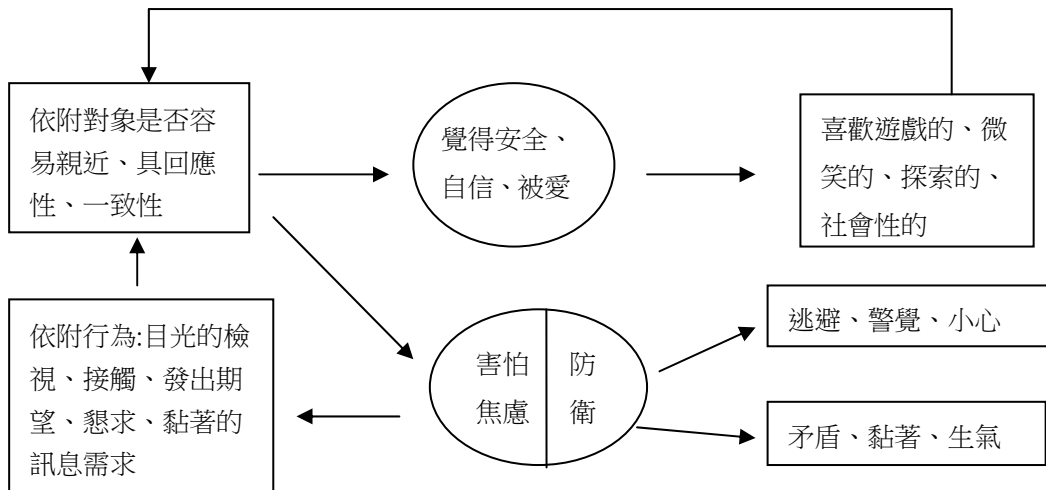 依附對象是否容
易親近、具回應
性、一致性
覺得安全、
自信、被愛
喜歡遊戲的、微
笑的、探索的、
社會性的
依附行為:目光的檢
視、接觸、發出期
望、懇求、黏著的
訊息需求
害怕
焦慮
防
衛
逃避、警覺、小心
矛盾、黏著、生氣